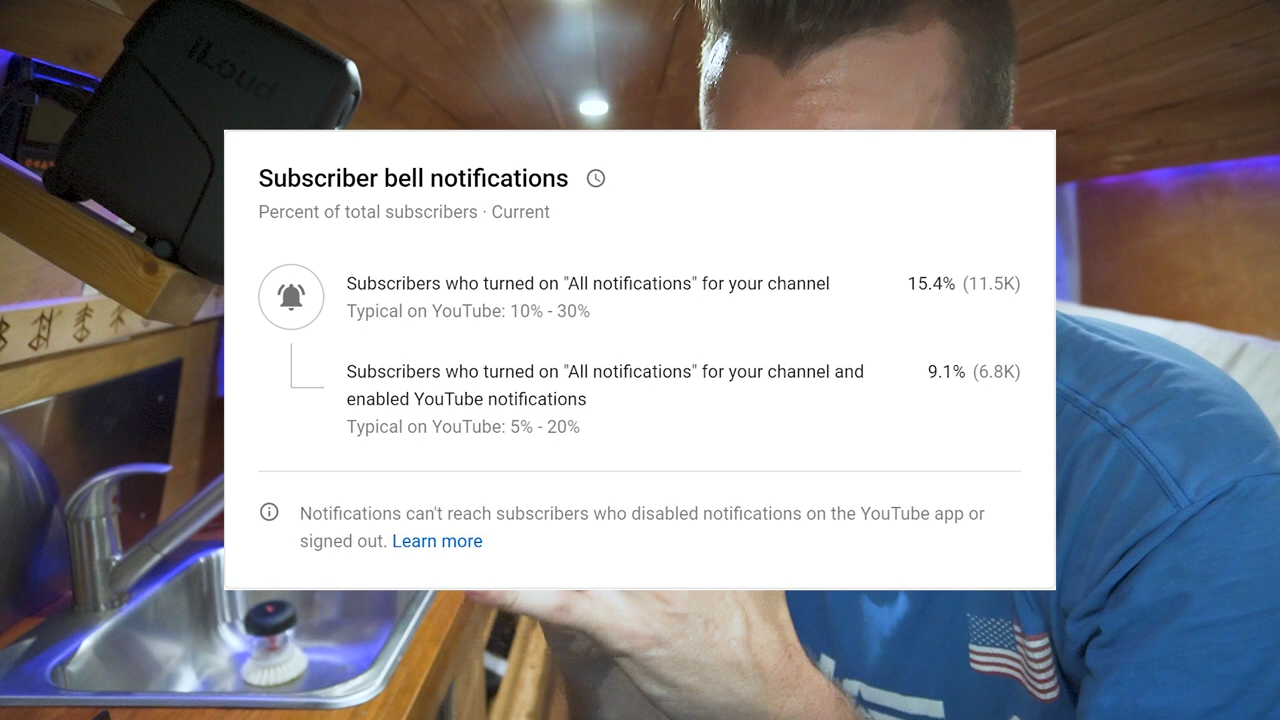 iLoud
Subscriber bell notifications
Percent of total subscribers · Current
Subscribers who turned on "All notifications" for your channel 15.4% (11.5K)
Typical on YouTube: 10% - 30%
Subscribers who turned on "All notifications" for your channel and 9.1% (6.8K)
enabled YouTube notifications
Typical on YouTube: 5% - 20%
Notifications can't reach subscribers who disabled notifications on the YouTube app or
signed out. Learn more